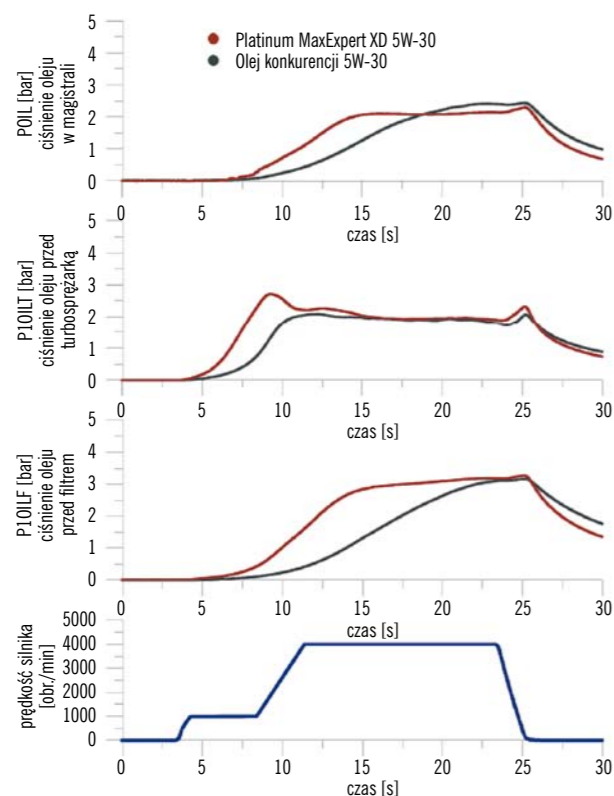 Platinum MaxExpert XD 5W-30
Olej konkurencji 5W-30
POIL [bar]
ciśnienie oleju
w magistrali
5
4
3
2
1
0
0 5 10 15 20 25 30
czas [s]
P1OILT [bar]
ciśnienie oleju przed
turbosprężarką
5
4
3
2
1
0
0 5 10 15 20 25 30
czas [s]
P1OILF [bar]
ciśnienie oleju
przed filtrem
5
4
3
2
1
0
0 5 10 15 20 25 30
czas [s]
prędkość silnika
[obr./min]
5000
4000
3000
2000
1000
0
0 5 10 15 20 25 30
czas [s]